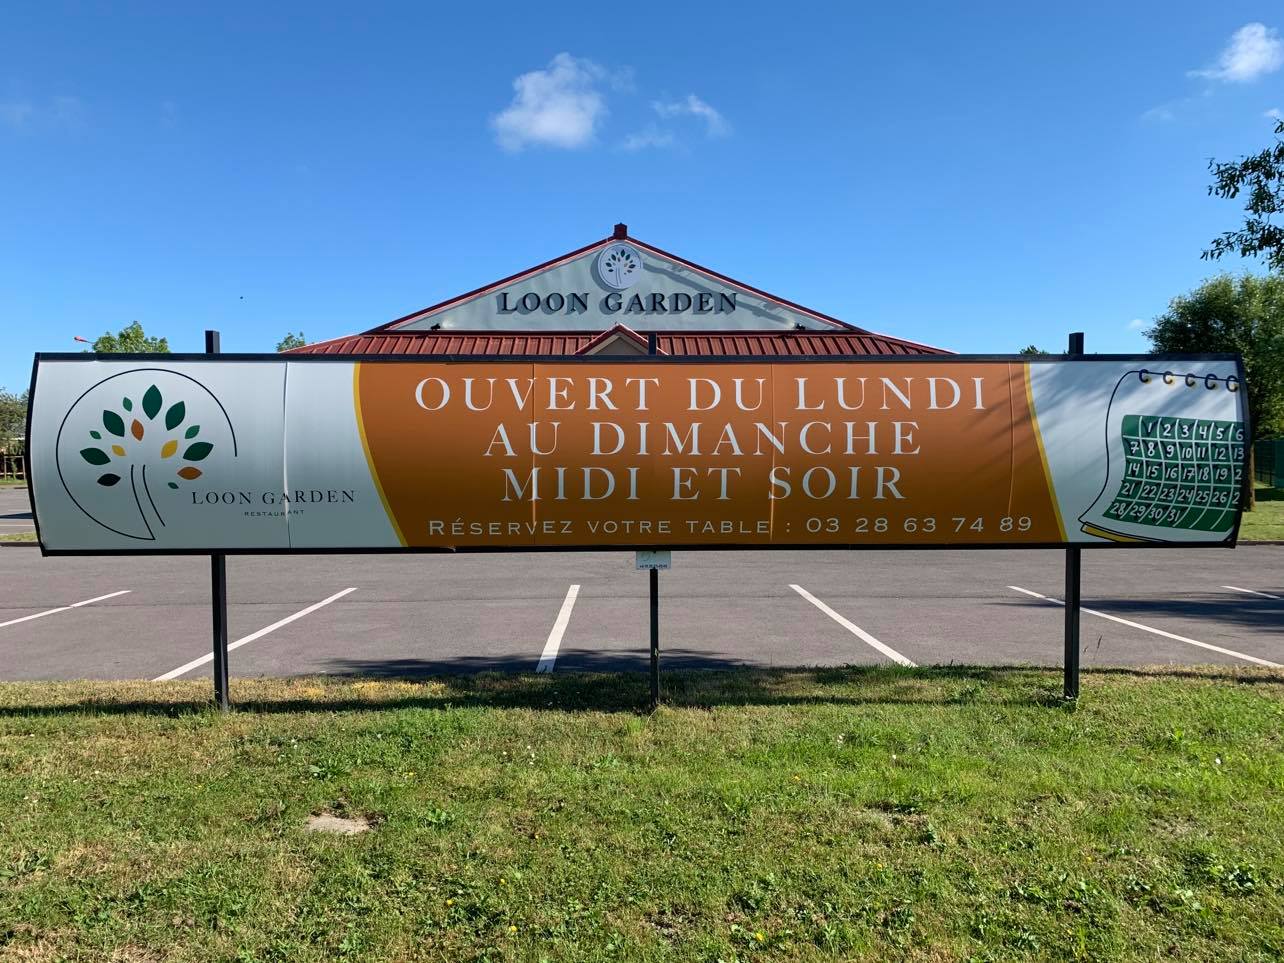 LOON GARDEN
OUVERT DU LUNDI
AU DIMANCHE
MIDI ET SOIR
RÉSERVEZ VOTRE TABLE : 03 28 63 74 89
LOON GARDEN
RESTAURANT
1 2 3 4 5 6
7 8 9 10 11 12 13
14 15 16 17 18 19 2
21 22 23 24 25 26 2
28 29 30 31